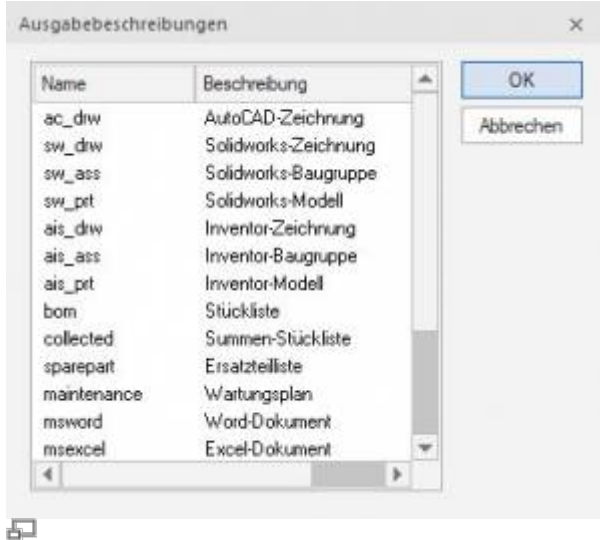 Ausgabebeschreibungen
Name Beschreibung
OK
Abbrechen
ac_drw AutoCAD-Zeichnung
sw_drw Solidworks-Zeichnung
sw_ass Solidworks-Baugruppe
sw_prt Solidworks-Modell
ais_drw Inventor-Zeichnung
ais_ass Inventor-Baugruppe
ais_prt Inventor-Modell
bom Stückliste
collected Summen-Stückliste
sparepart Ersatzteilliste
maintenance Wartungsplan
msword Word-Dokument
msexcel Excel-Dokument